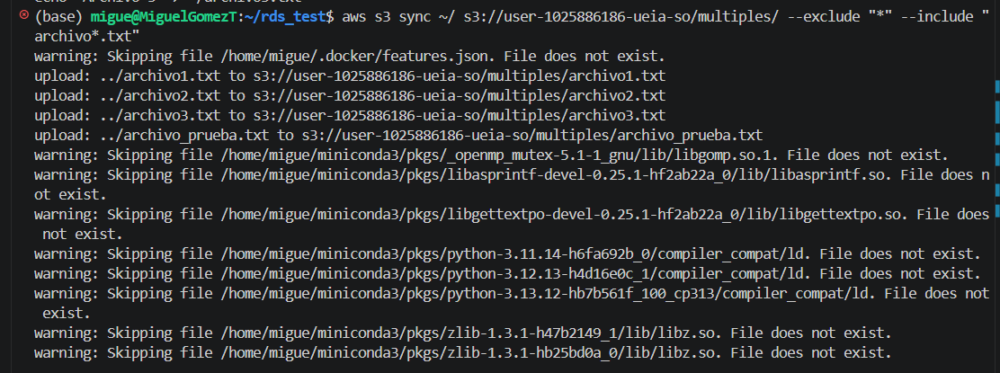 (base) migue@MiguelGomezT:~/rds_test$ aws s3 sync ~/ s3://user-1025886186-ueia-so/multiples/ --exclude "*" --include "
archivo*.txt"
warning: Skipping file /home/migue/.docker/features.json. File does not exist.
upload: ../archivo1.txt to s3://user-1025886186-ueia-so/multiples/archivo1.txt
upload: ../archivo2.txt to s3://user-1025886186-ueia-so/multiples/archivo2.txt
upload: ../archivo3.txt to s3://user-1025886186-ueia-so/multiples/archivo3.txt
upload: ../archivo_prueba.txt to s3://user-1025886186-ueia-so/multiples/archivo_prueba.txt
warning: Skipping file /home/migue/miniconda3/pkgs/_openmp_mutex-5.1-1_gnu/lib/libgomp.so.1. File does not exist.
warning: Skipping file /home/migue/miniconda3/pkgs/libasprintf-devel-0.25.1-hf2ab22a_0/lib/libasprintf.so. File does n
ot exist.
warning: Skipping file /home/migue/miniconda3/pkgs/libgettextpo-devel-0.25.1-hf2ab22a_0/lib/libgettextpo.so. File does
not exist.
warning: Skipping file /home/migue/miniconda3/pkgs/python-3.11.14-h6fa692b_0/compiler_compat/ld. File does not exist.
warning: Skipping file /home/migue/miniconda3/pkgs/python-3.12.13-h4d16e0c_1/compiler_compat/ld. File does not exist.
warning: Skipping file /home/migue/miniconda3/pkgs/python-3.13.12-hb7b561f_100_cp313/compiler_compat/ld. File does not
exist.
warning: Skipping file /home/migue/miniconda3/pkgs/zlib-1.3.1-h47b2149_1/lib/libz.so. File does not exist.
warning: Skipping file /home/migue/miniconda3/pkgs/zlib-1.3.1-hb25bd0a_0/lib/libz.so. File does not exist.